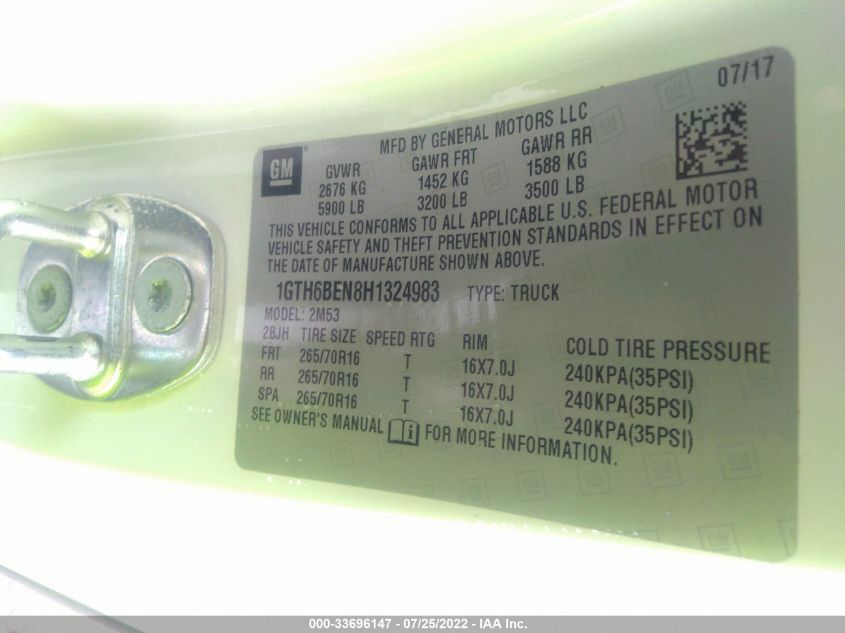 07/17
GM
MFD BY GENERAL MOTORS LLC
GVWR GAWR FRT GAWR RR
2676 KG 1452 KG 1588 KG
5900 LB 3200 LB 3500 LB
THIS VEHICLE CONFORMS TO ALL APPLICABLE U.S. FEDERAL MOTOR
VEHICLE SAFETY AND THEFT PREVENTION STANDARDS IN EFFECT ON
THE DATE OF MANUFACTURE SHOWN ABOVE.
1GTH6BEN8H1324983 TYPE: TRUCK
MODEL: 2M53
2BJH TIRE SIZE SPEED RTG RIM COLD TIRE PRESSURE
FRT 265/70R16 T 16X7.0J 240KPA(35PSI)
RR 265/70R16 T 16X7.0J 240KPA(35PSI)
SPA 265/70R16 T 16X7.0J 240KPA(35PSI)
SEE OWNER'S MANUAL FOR MORE INFORMATION.
000-33696147 - 07/25/2022 - IAA Inc.